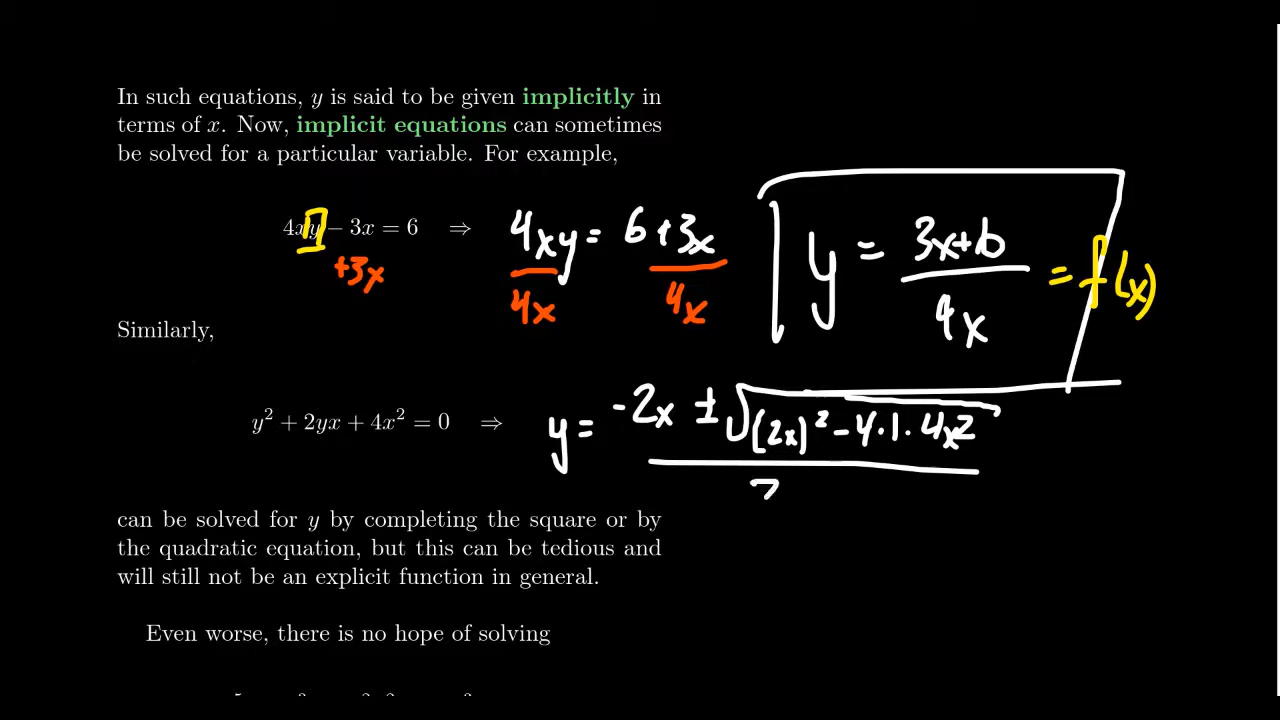 In such equations, y is said to be given implicitly in
terms of x. Now, implicit equations can sometimes
be solved for a particular variable. For example,
4xy − 3x = 6 ⇒ 4xy = 6+3x y = 3x+6 = f(x)
+3x 4x 4x 4x
Similarly,
y² + 2yx + 4x² = 0 ⇒ y = -2x ± √(2x)² - 4·1·4x²
2
can be solved for y by completing the square or by
the quadratic equation, but this can be tedious and
will still not be an explicit function in general.
Even worse, there is no hope of solving